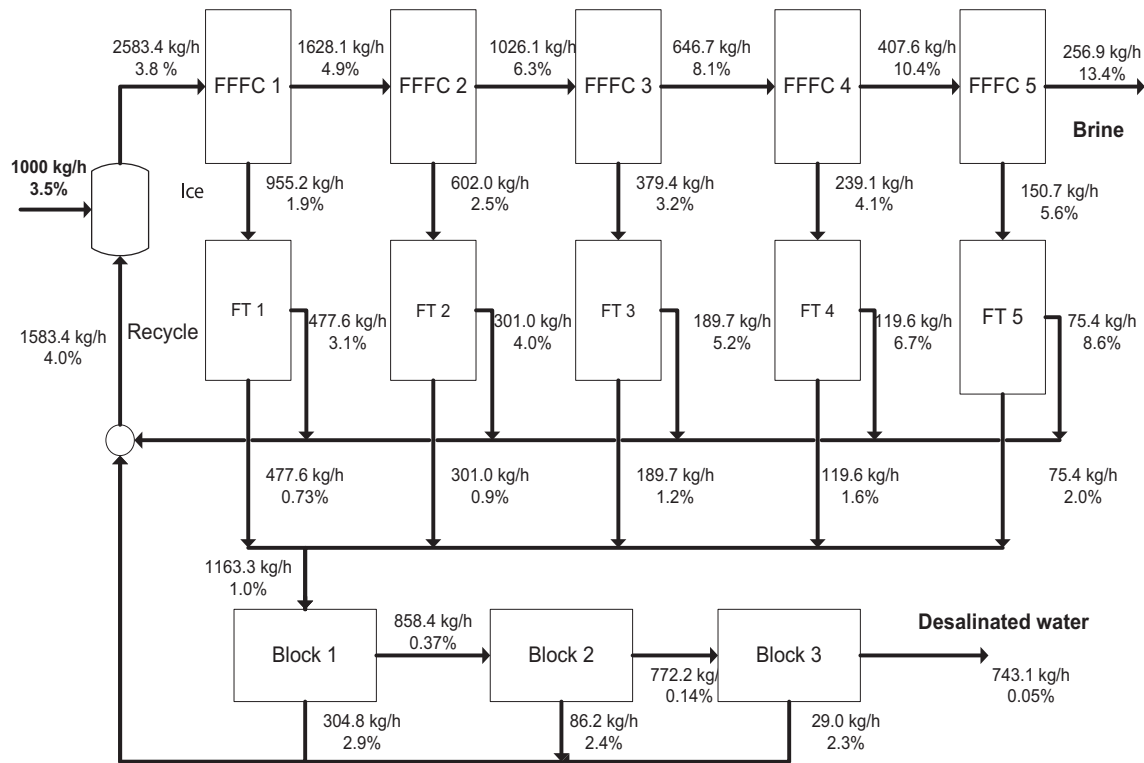 2583.4 kg/h
3.8 %
1628.1 kg/h
4.9%
1026.1 kg/h
6.3%
646.7 kg/h
8.1%
407.6 kg/h
10.4%
256.9 kg/h
13.4%
FFFC 1
FFFC 2
FFFC 3
FFFC 4
FFFC 5
Brine
1000 kg/h
3.5%
Ice
955.2 kg/h
1.9%
602.0 kg/h
2.5%
379.4 kg/h
3.2%
239.1 kg/h
4.1%
150.7 kg/h
5.6%
FT 1
FT 2
FT 3
FT 4
FT 5
1583.4 kg/h
4.0%
Recycle
477.6 kg/h
3.1%
301.0 kg/h
4.0%
189.7 kg/h
5.2%
119.6 kg/h
6.7%
75.4 kg/h
8.6%
477.6 kg/h
0.73%
301.0 kg/h
0.9%
189.7 kg/h
1.2%
119.6 kg/h
1.6%
75.4 kg/h
2.0%
1163.3 kg/h
1.0%
Block 1
858.4 kg/h
0.37%
Block 2
772.2 kg/
0.14%
Block 3
Desalinated water
743.1 kg/h
0.05%
304.8 kg/h
2.9%
86.2 kg/h
2.4%
29.0 kg/h
2.3%